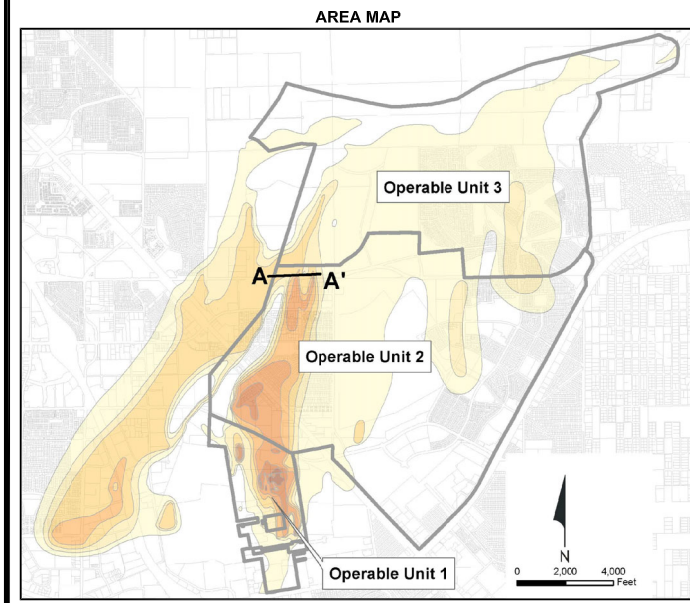 AREA MAP
Operable Unit 3
A A'
Operable Unit 2
N
0 2,000 4,000
Feet
Operable Unit 1